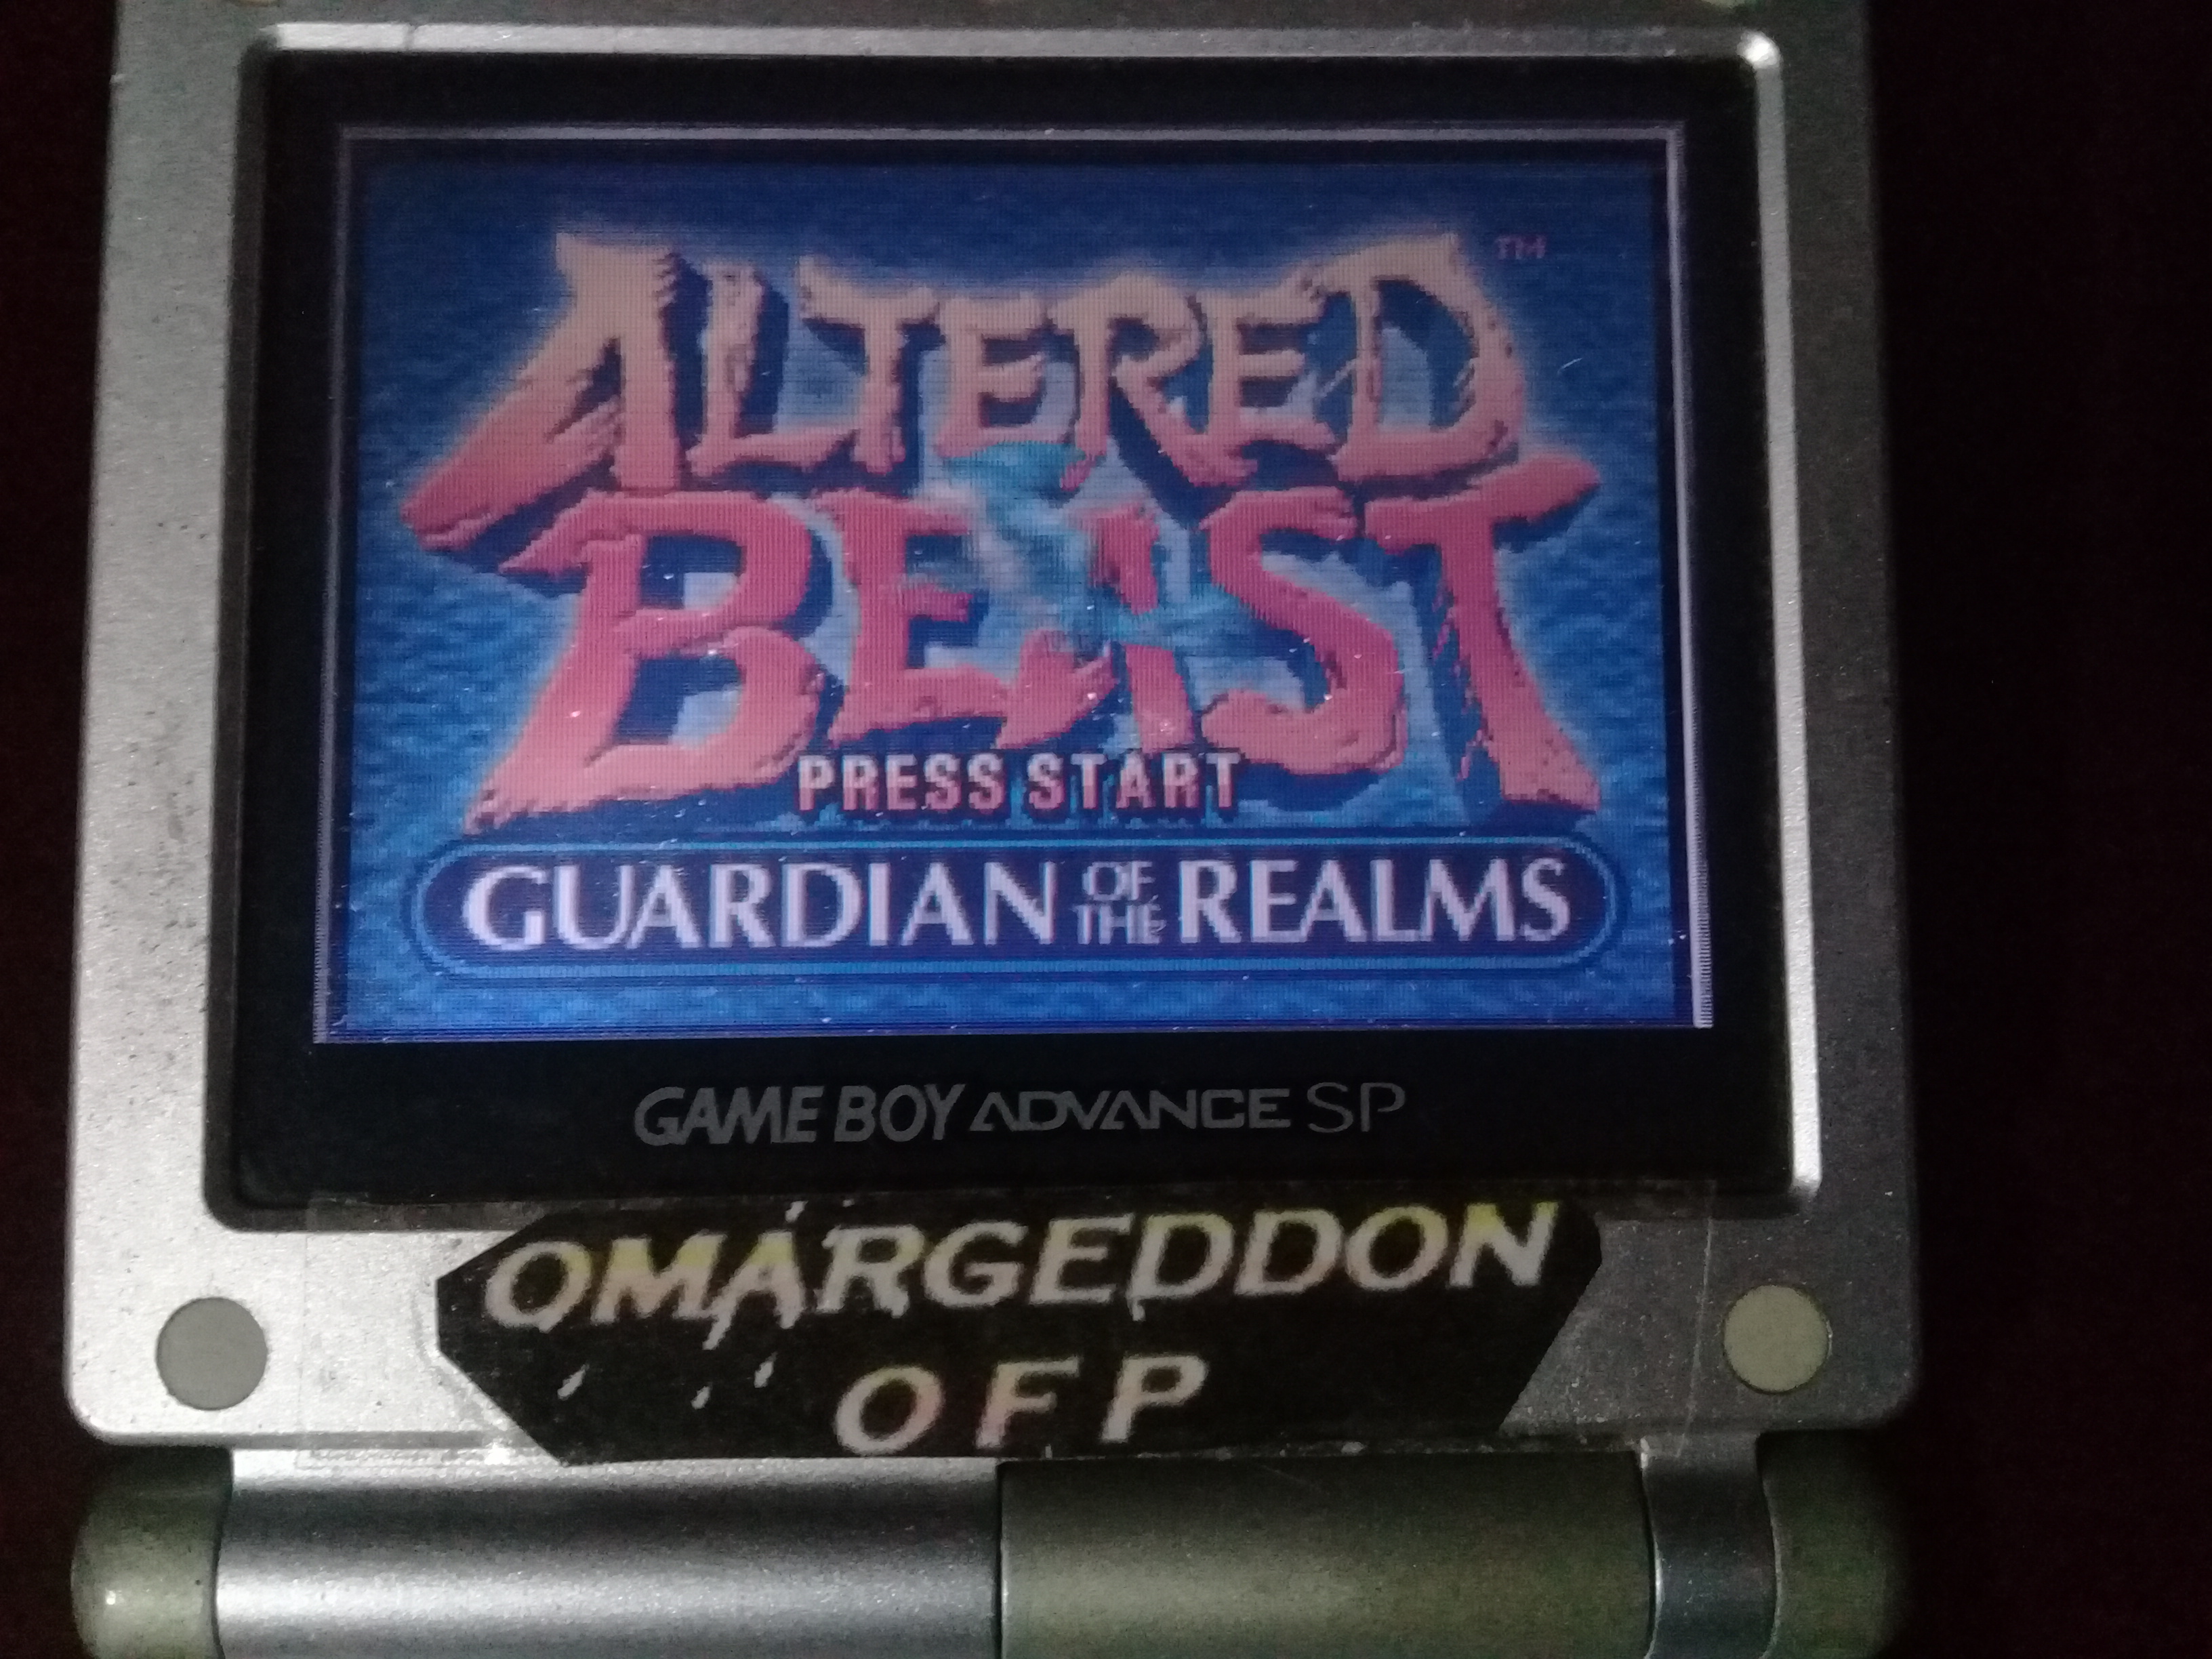 ALTERED TM
BEAST
PRESS START
GUARDIAN OF THE REALMS
GAME BOY ADVANCE SP
OMARGEDDON
OFP